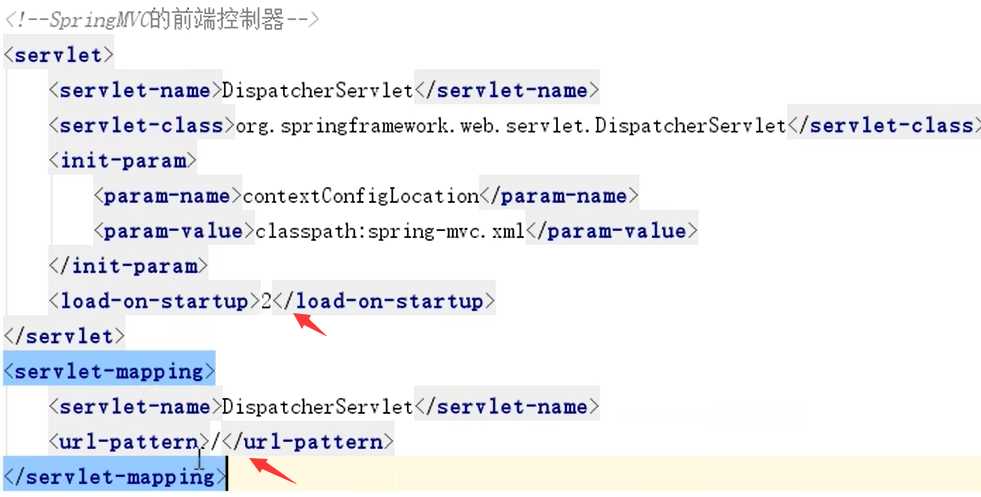 <!--SpringMVC的前端控制器-->
<servlet>
<servlet-name>DispatcherServlet</servlet-name>
<servlet-class>org.springframework.web.servlet.DispatcherServlet</servlet-class>
<init-param>
<param-name>contextConfigLocation</param-name>
<param-value>classpath:spring-mvc.xml</param-value>
</init-param>
<load-on-startup>2</load-on-startup>
</servlet>
<servlet-mapping>
<servlet-name>DispatcherServlet</servlet-name>
<url-pattern>/</url-pattern>
</servlet-mapping>